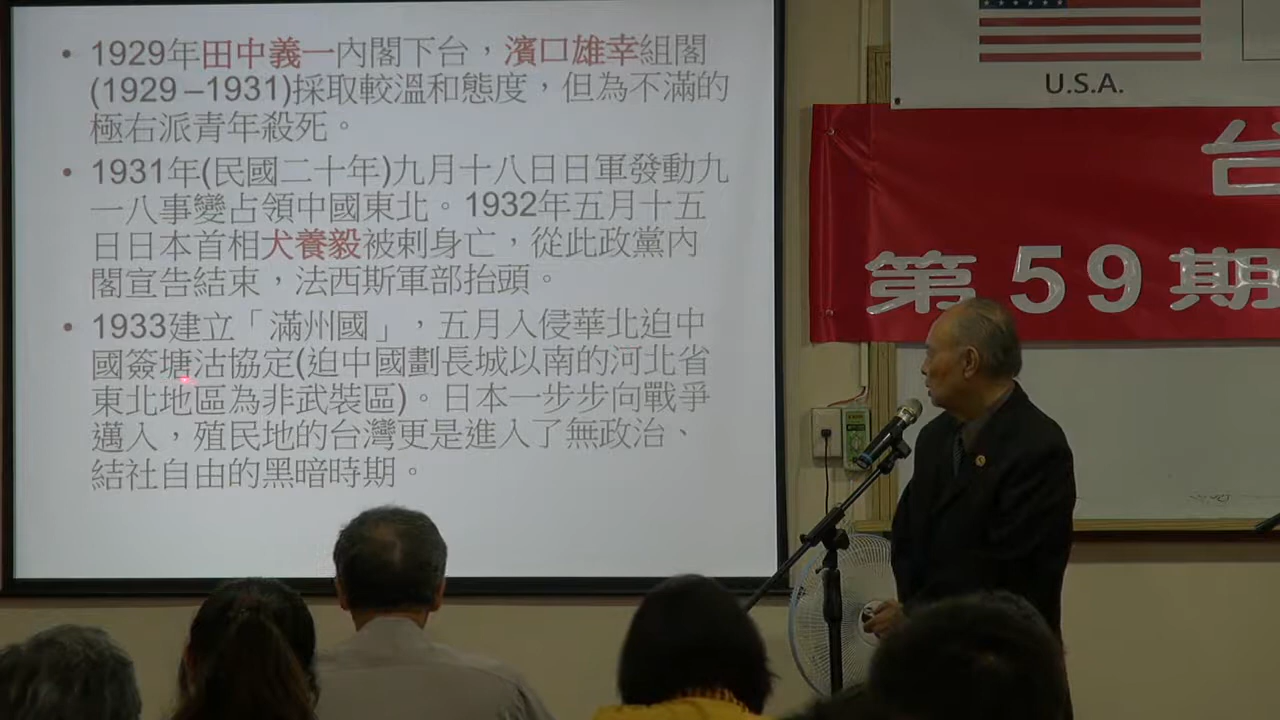 • 1929年田中義一內閣下台，濱口雄幸組閣
(1929 –1931)採取較溫和態度，但為不滿的
極右派青年殺死。
• 1931年(民國二十年)九月十八日日軍發動九
一八事變占領中國東北。1932年五月十五
日日本首相犬養毅被刺身亡，從此政黨內
閣宣告結束，法西斯軍部抬頭。
• 1933建立「滿州國」，五月入侵華北迫中
國簽塘沽協定(迫中國劃長城以南的河北省
東北地區為非武裝區)。日本一步步向戰爭
邁入，殖民地的台灣更是進入了無政治、
結社自由的黑暗時期。
U.S.A.
台
第59期